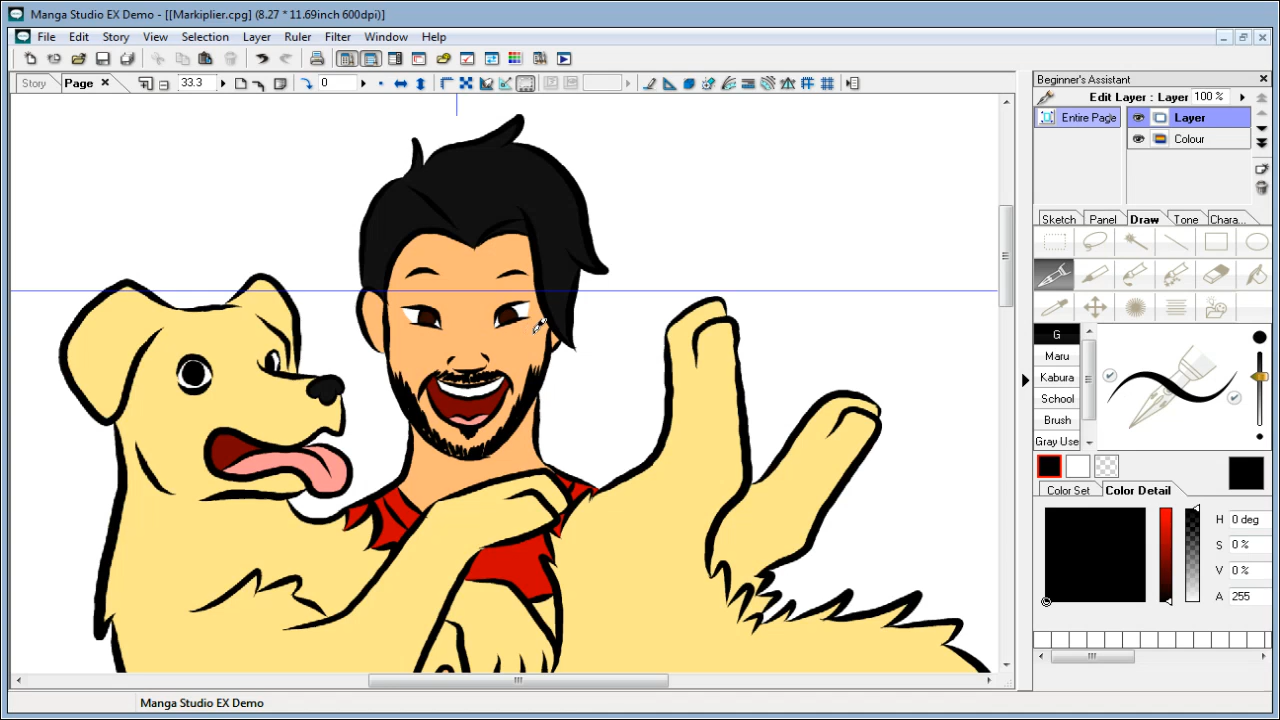 Manga Studio EX Demo - [[Markiplier.cpg] (8.27 * 11.69inch 600dpi)]
File Edit Story View Selection Layer Ruler Filter Window Help
Story Page 33.3 0
Beginner's Assistant
Edit Layer : Layer 100 %
Entire Page Layer
Colour
Sketch Panel Draw Tone Chara...
G
Maru
Kabura
School
Brush
Gray Use
Color Set Color Detail
H 0 deg
S 0 %
V 0 %
A 255
Manga Studio EX Demo